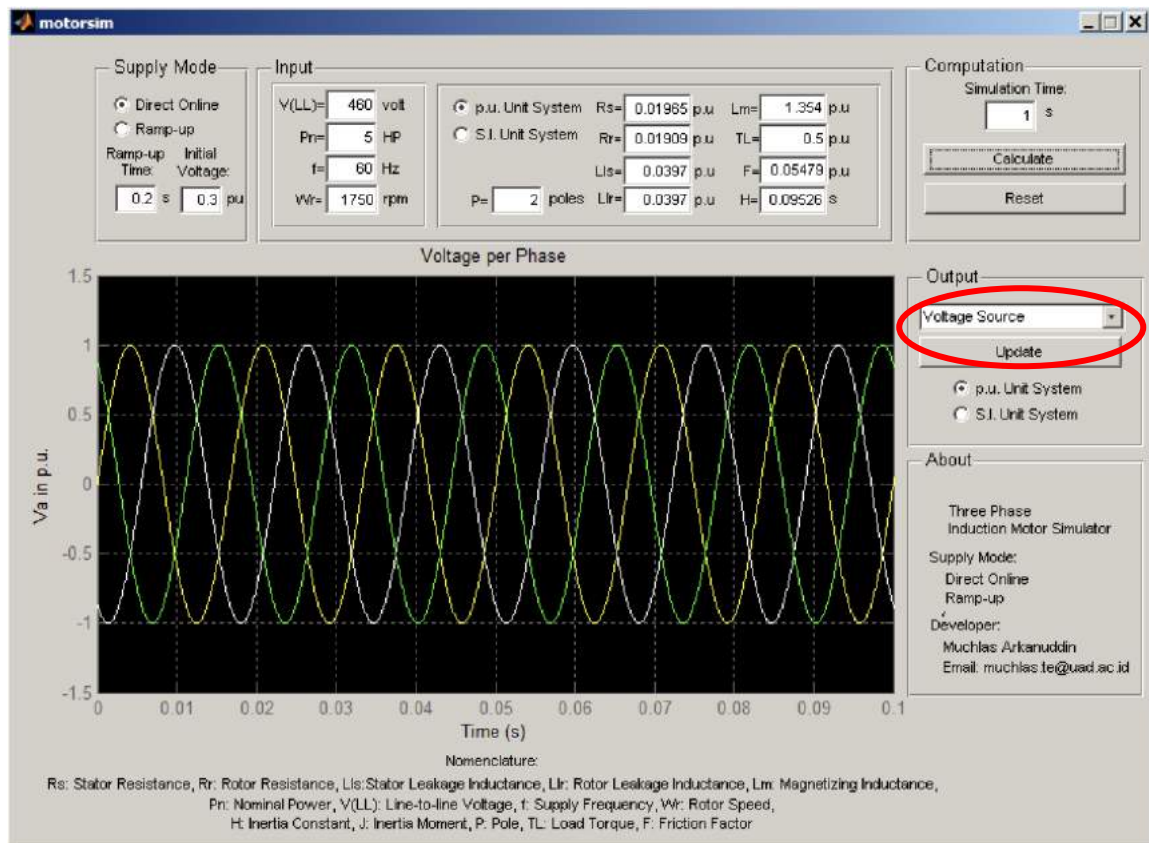 motorsim
Supply Mode
Direct Online
Ramp-up
Ramp-up Time:
Initial Voltage:
0.2 s
0.3 pu
Input
V(LL)= 460 volt
Pn= 5 HP
f= 60 Hz
Wr= 1750 rpm
p.u. Unit System
S.I. Unit System
P= 2 poles
Rs= 0.01965 p.u
Rr= 0.01909 p.u
Lls= 0.0397 p.u
Llr= 0.0397 p.u
Lm= 1.354 p.u
TL= 0.5 p.u
F= 0.05479 p.u
H= 0.09526 s
Computation
Simulation Time:
1 s
Calculate
Reset
Voltage per Phase
Va in p.u.
1.5
1
0.5
0
-0.5
-1
-1.5
0 0.01 0.02 0.03 0.04 0.05 0.06 0.07 0.08 0.09 0.1
Time (s)
Output
Voltage Source
Update
p.u. Unit System
S.I. Unit System
About
Three Phase
Induction Motor Simulator
Supply Mode:
Direct Online
Ramp-up
Developer:
Muchlas Arkanuddin
Email: muchlas.te@uad.ac.id
Nomenclature:
Rs: Stator Resistance, Rr: Rotor Resistance, Lls:Stator Leakage Inductance, Llr: Rotor Leakage Inductance, Lm: Magnetizing Inductance,
Pn: Nominal Power, V(LL): Line-to-line Voltage, f: Supply Frequency, Wr: Rotor Speed,
H: Inertia Constant, J: Inertia Moment, P: Pole, TL: Load Torque, F: Friction Factor